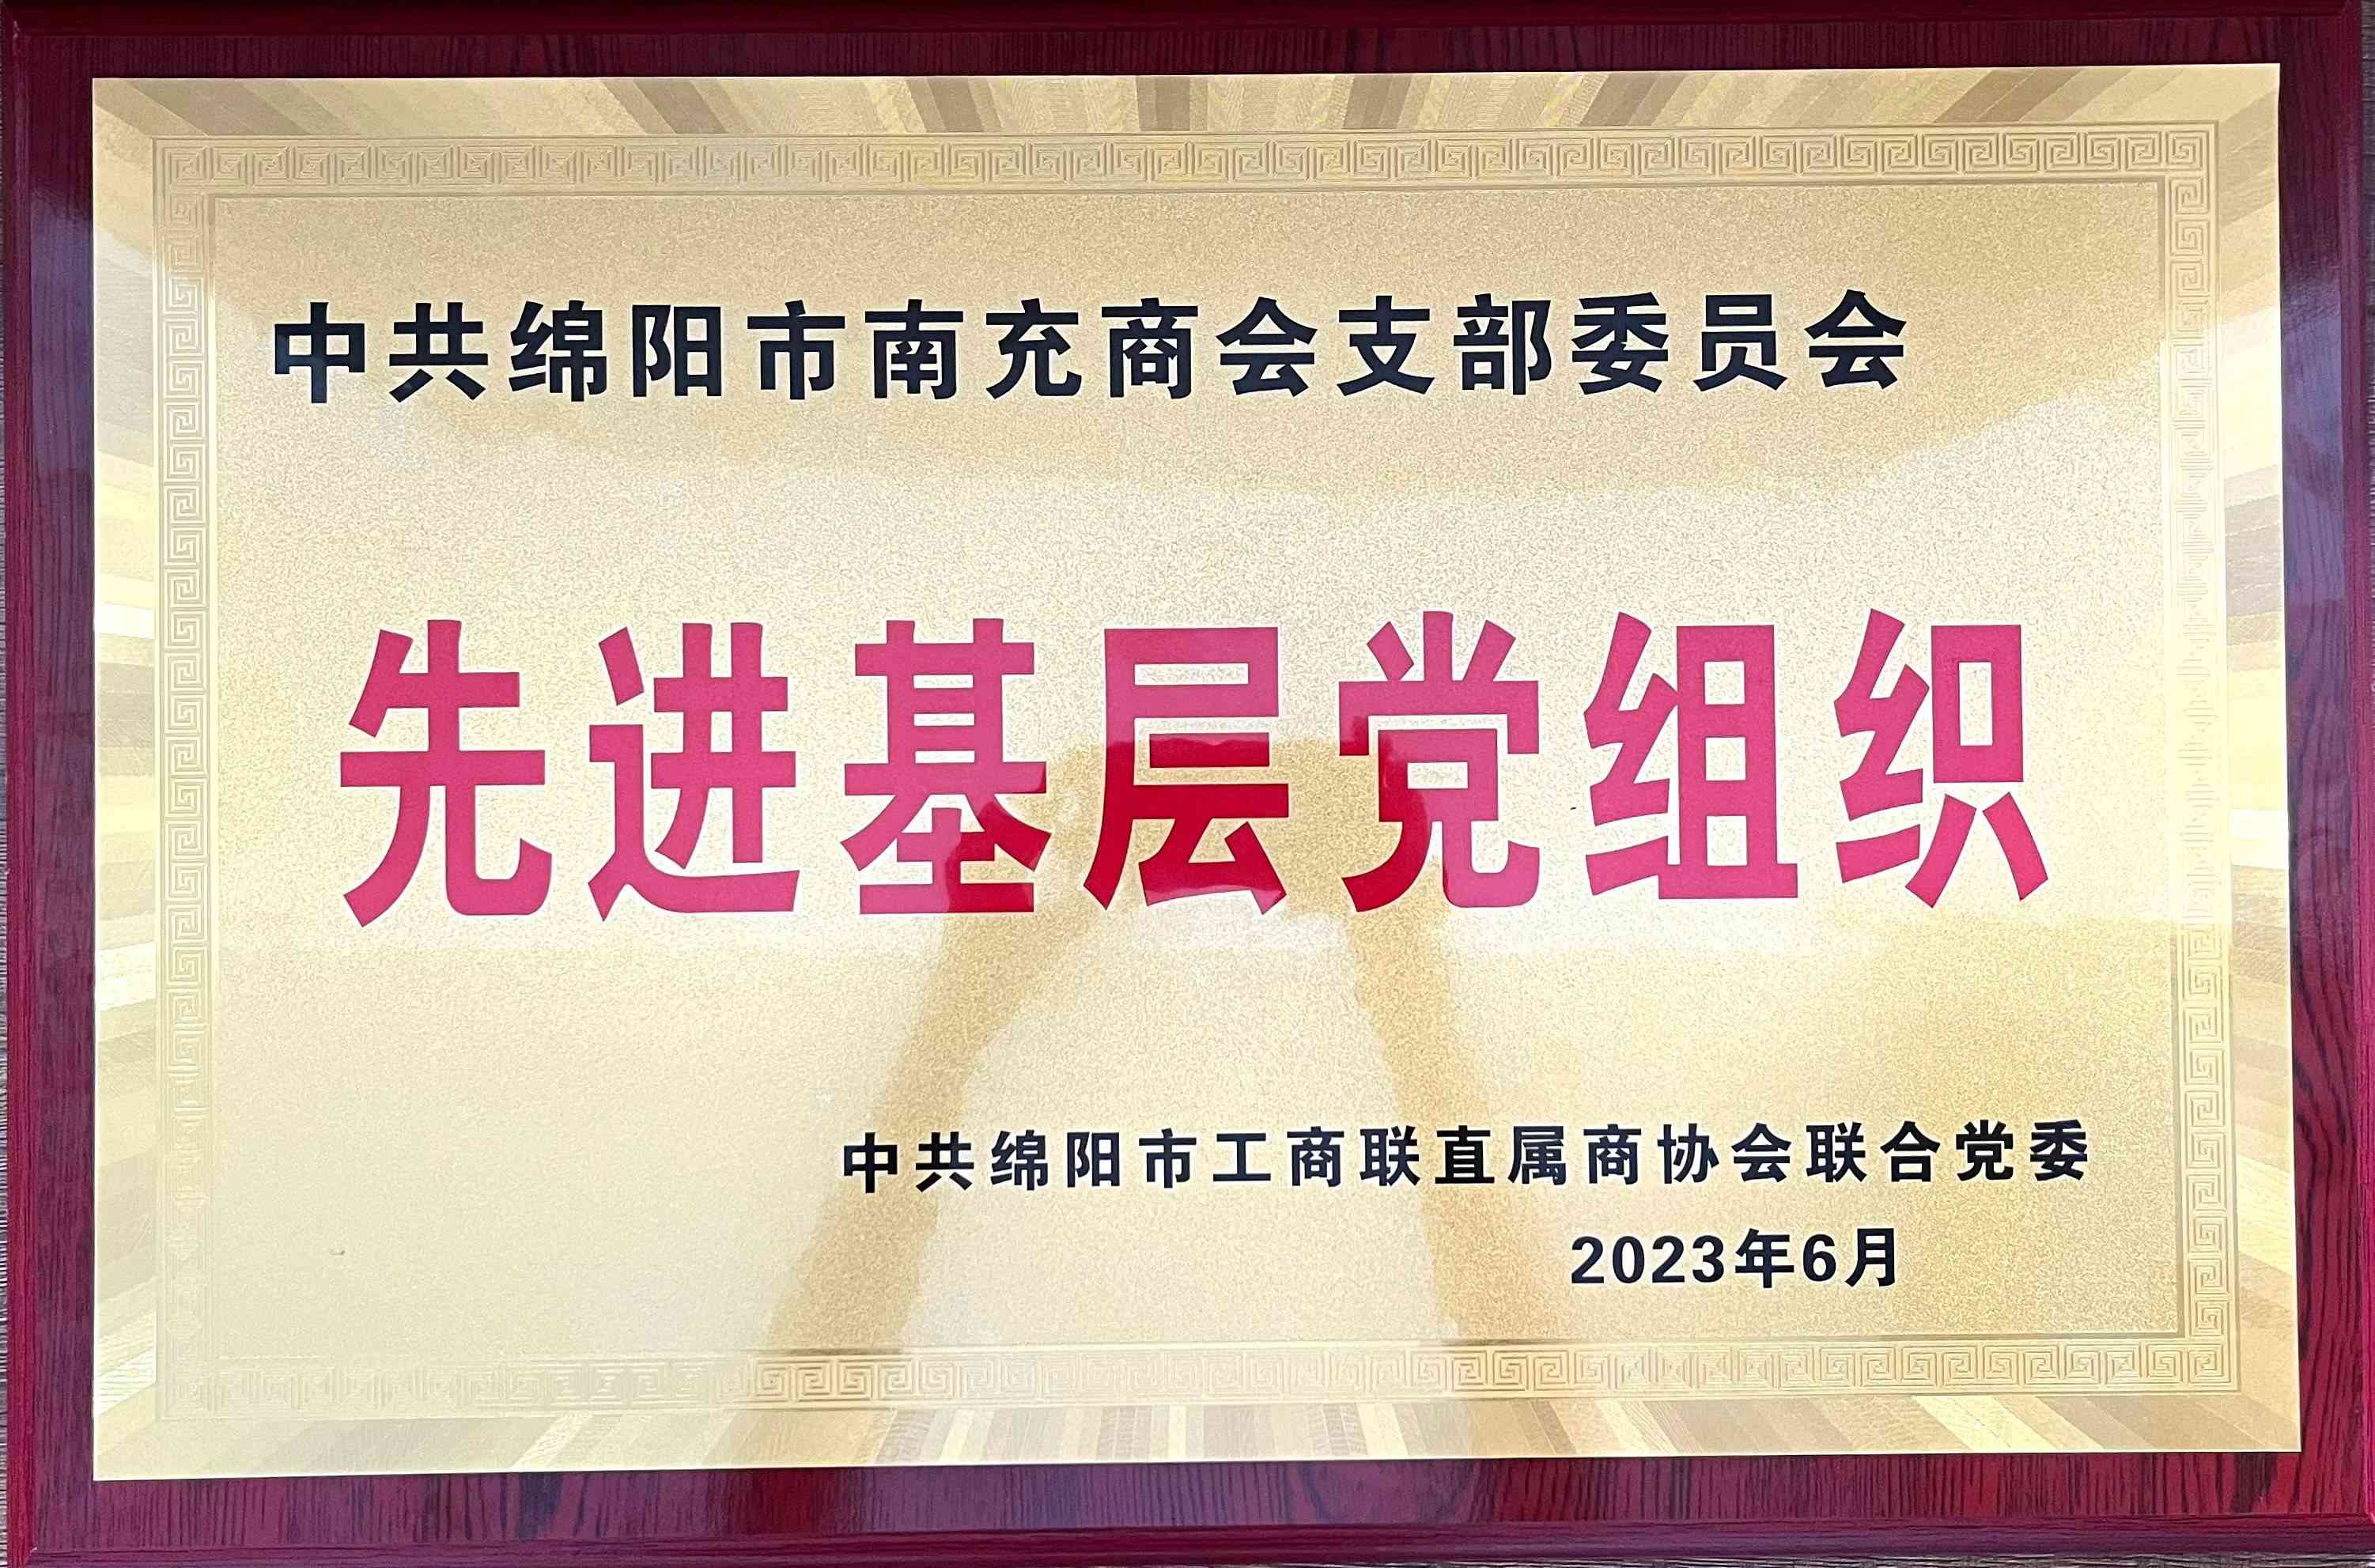 中共绵阳市南充商会支部委员会
先进基层党组织
中共绵阳市工商联直属商协会联合党委
2023年6月